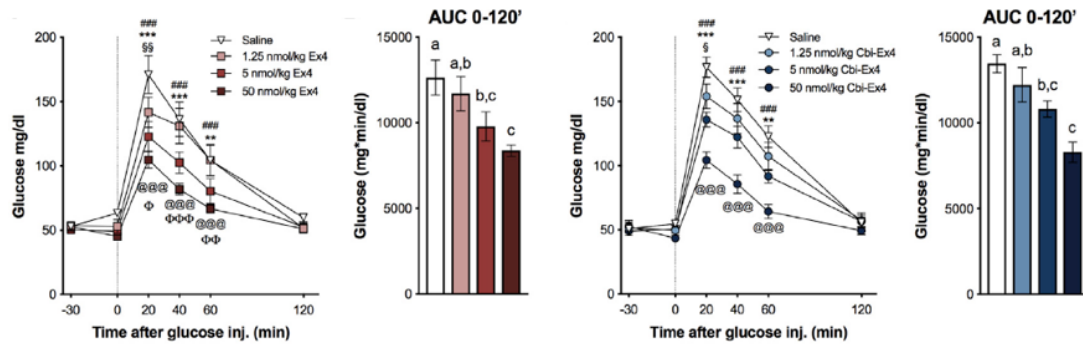 Glucose mg/dl
200
150
100
50
0
###
***
§§
###
***
###
**
@@@
Φ
@@@
ΦΦΦ
@@@
ΦΦ
Saline
1.25 nmol/kg Ex4
5 nmol/kg Ex4
50 nmol/kg Ex4
-30
0
20
40
60
120
Time after glucose inj. (min)
AUC 0-120'
Glucose (mg*min/dl)
15000
10000
5000
0
a
a,b
b,c
c
Glucose mg/dl
200
150
100
50
0
###
***
§
###
***
###
**
@@@
@@@
@@@
Saline
1.25 nmol/kg Cbi-Ex4
5 nmol/kg Cbi-Ex4
50 nmol/kg Cbi-Ex4
-30
0
20
40
60
120
Time after glucose inj. (min)
AUC 0-120'
Glucose (mg*min/dl)
15000
10000
5000
0
a
a,b
b,c
c